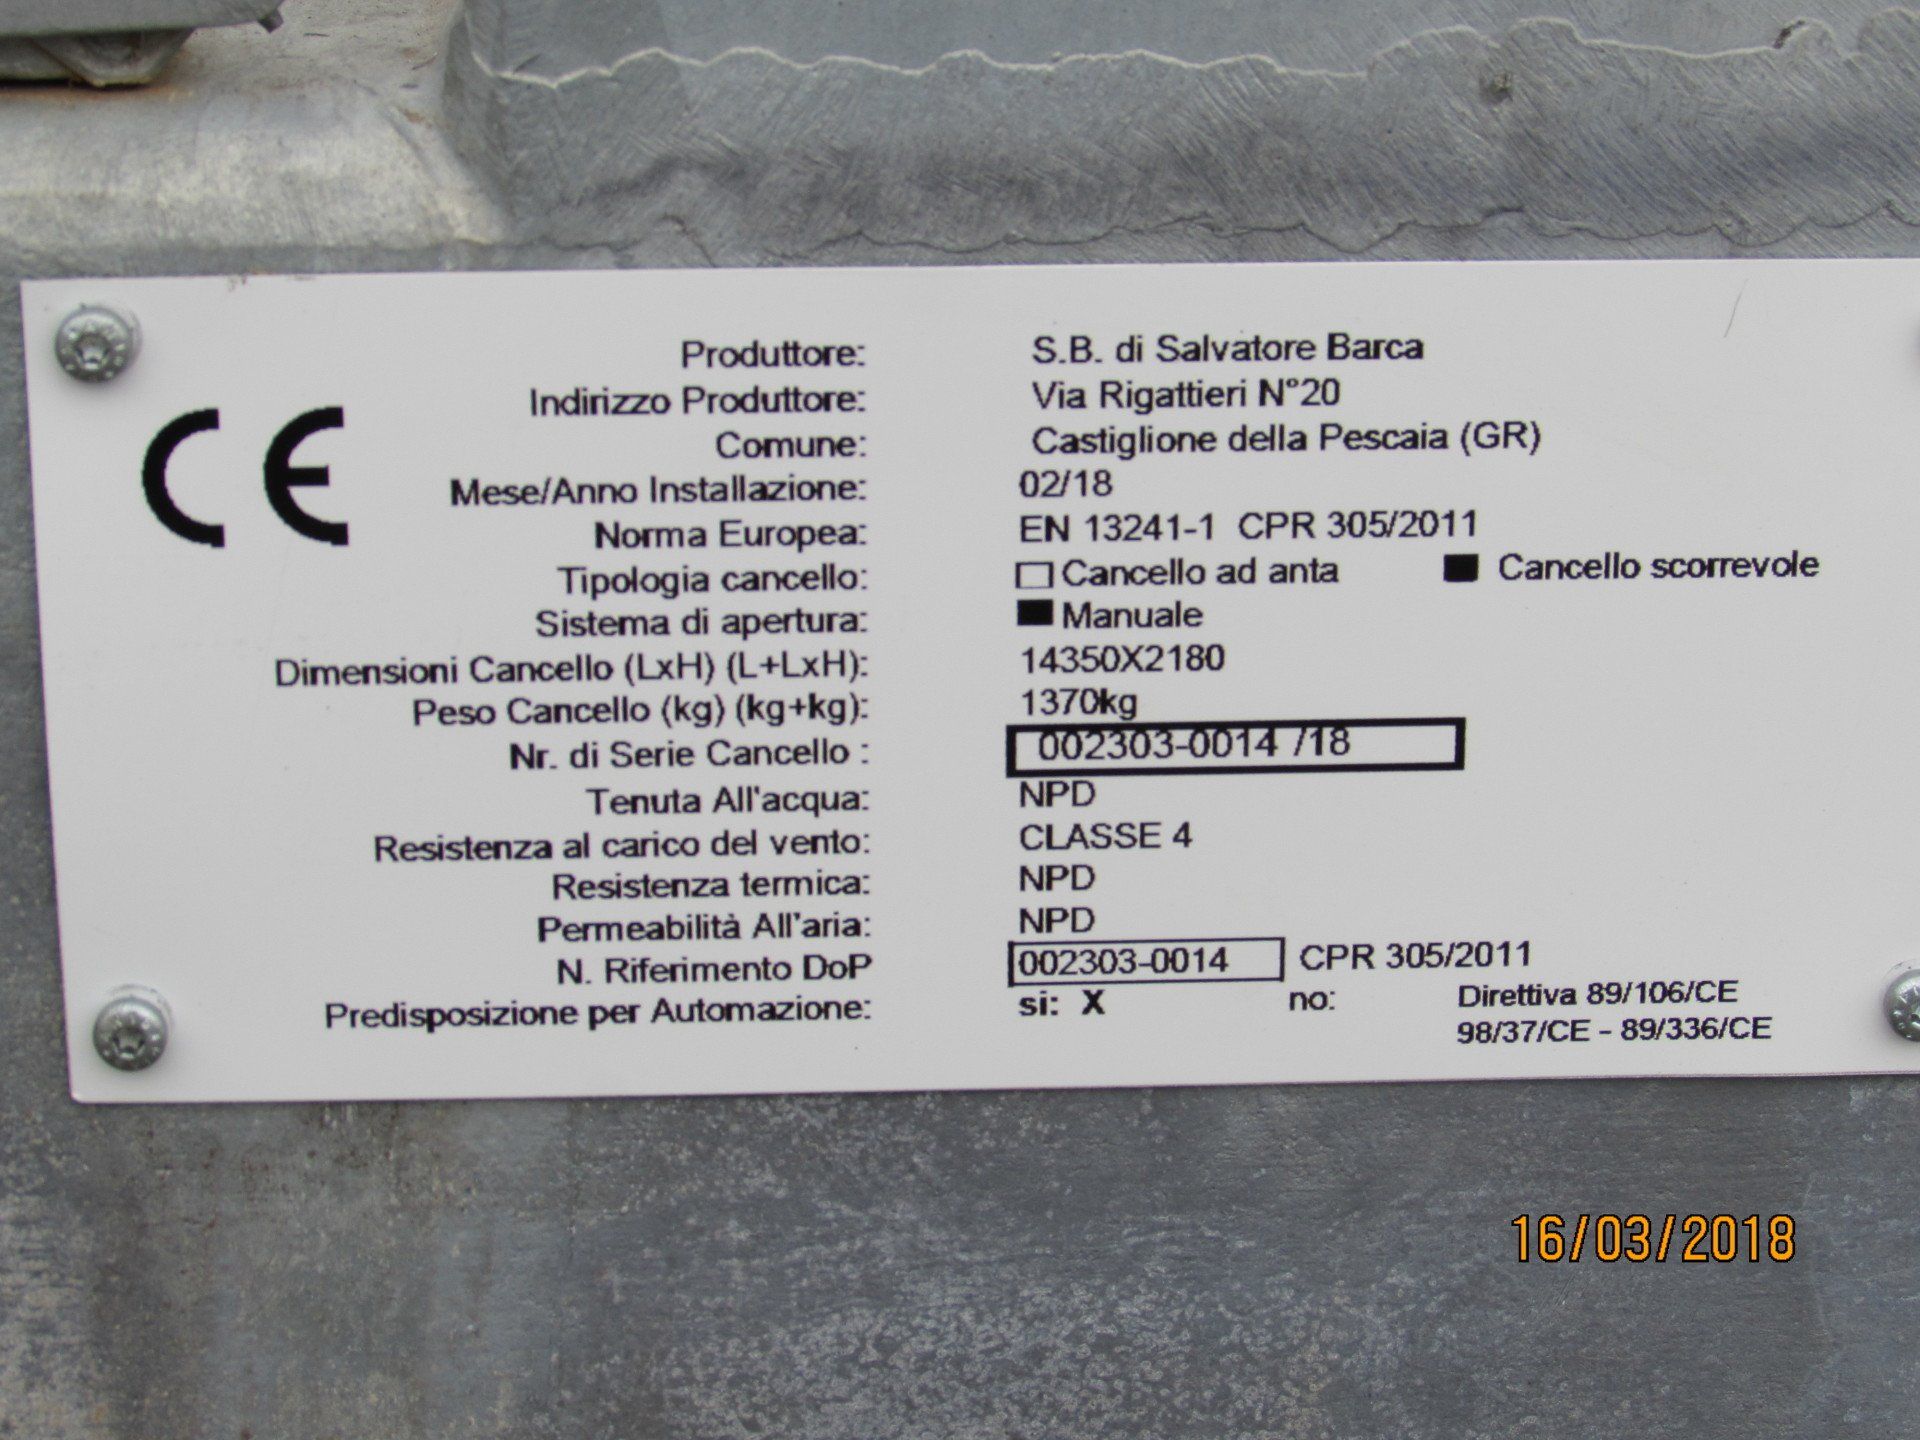 CE
Produttore: S.B. di Salvatore Barca
Indirizzo Produttore: Via Rigattieri N°20
Comune: Castiglione della Pescaia (GR)
Mese/Anno Installazione: 02/18
Norma Europea: EN 13241-1 CPR 305/2011
Tipologia cancello: □ Cancello ad anta ■ Cancello scorrevole
Sistema di apertura: ■ Manuale
Dimensioni Cancello (LxH) (L+LxH): 14350X2180
Peso Cancello (kg) (kg+kg): 1370kg
Nr. di Serie Cancello : 002303-0014 /18
Tenuta All'acqua: NPD
Resistenza al carico del vento: CLASSE 4
Resistenza termica: NPD
Permeabilità All'aria: NPD
N. Riferimento DoP 002303-0014 CPR 305/2011
Predisposizione per Automazione: si: X no: Direttiva 89/106/CE
98/37/CE - 89/336/CE
16/03/2018